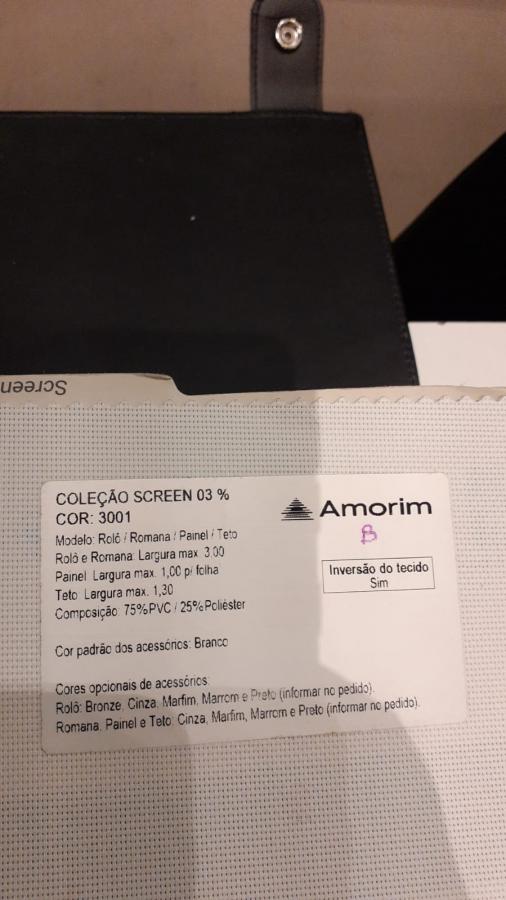 Screen
COLEÇÃO SCREEN 03 %
COR: 3001
Modelo: Rolô / Romana / Painel / Teto
Rolô e Romana: Largura max. 3,00
Painel: Largura max. 1,00 p/ folha
Teto: Largura max. 1,30
Composição: 75%PVC / 25%Poliéster
Cor padrão dos acessórios: Branco
Cores opcionais de acessórios:
Rolô: Bronze, Cinza, Marfim, Marrom e Preto (informar no pedido).
Romana, Painel e Teto: Cinza, Marfim, Marrom e Preto (informar no pedido).
Amorim
B
Inversão do tecido
Sim